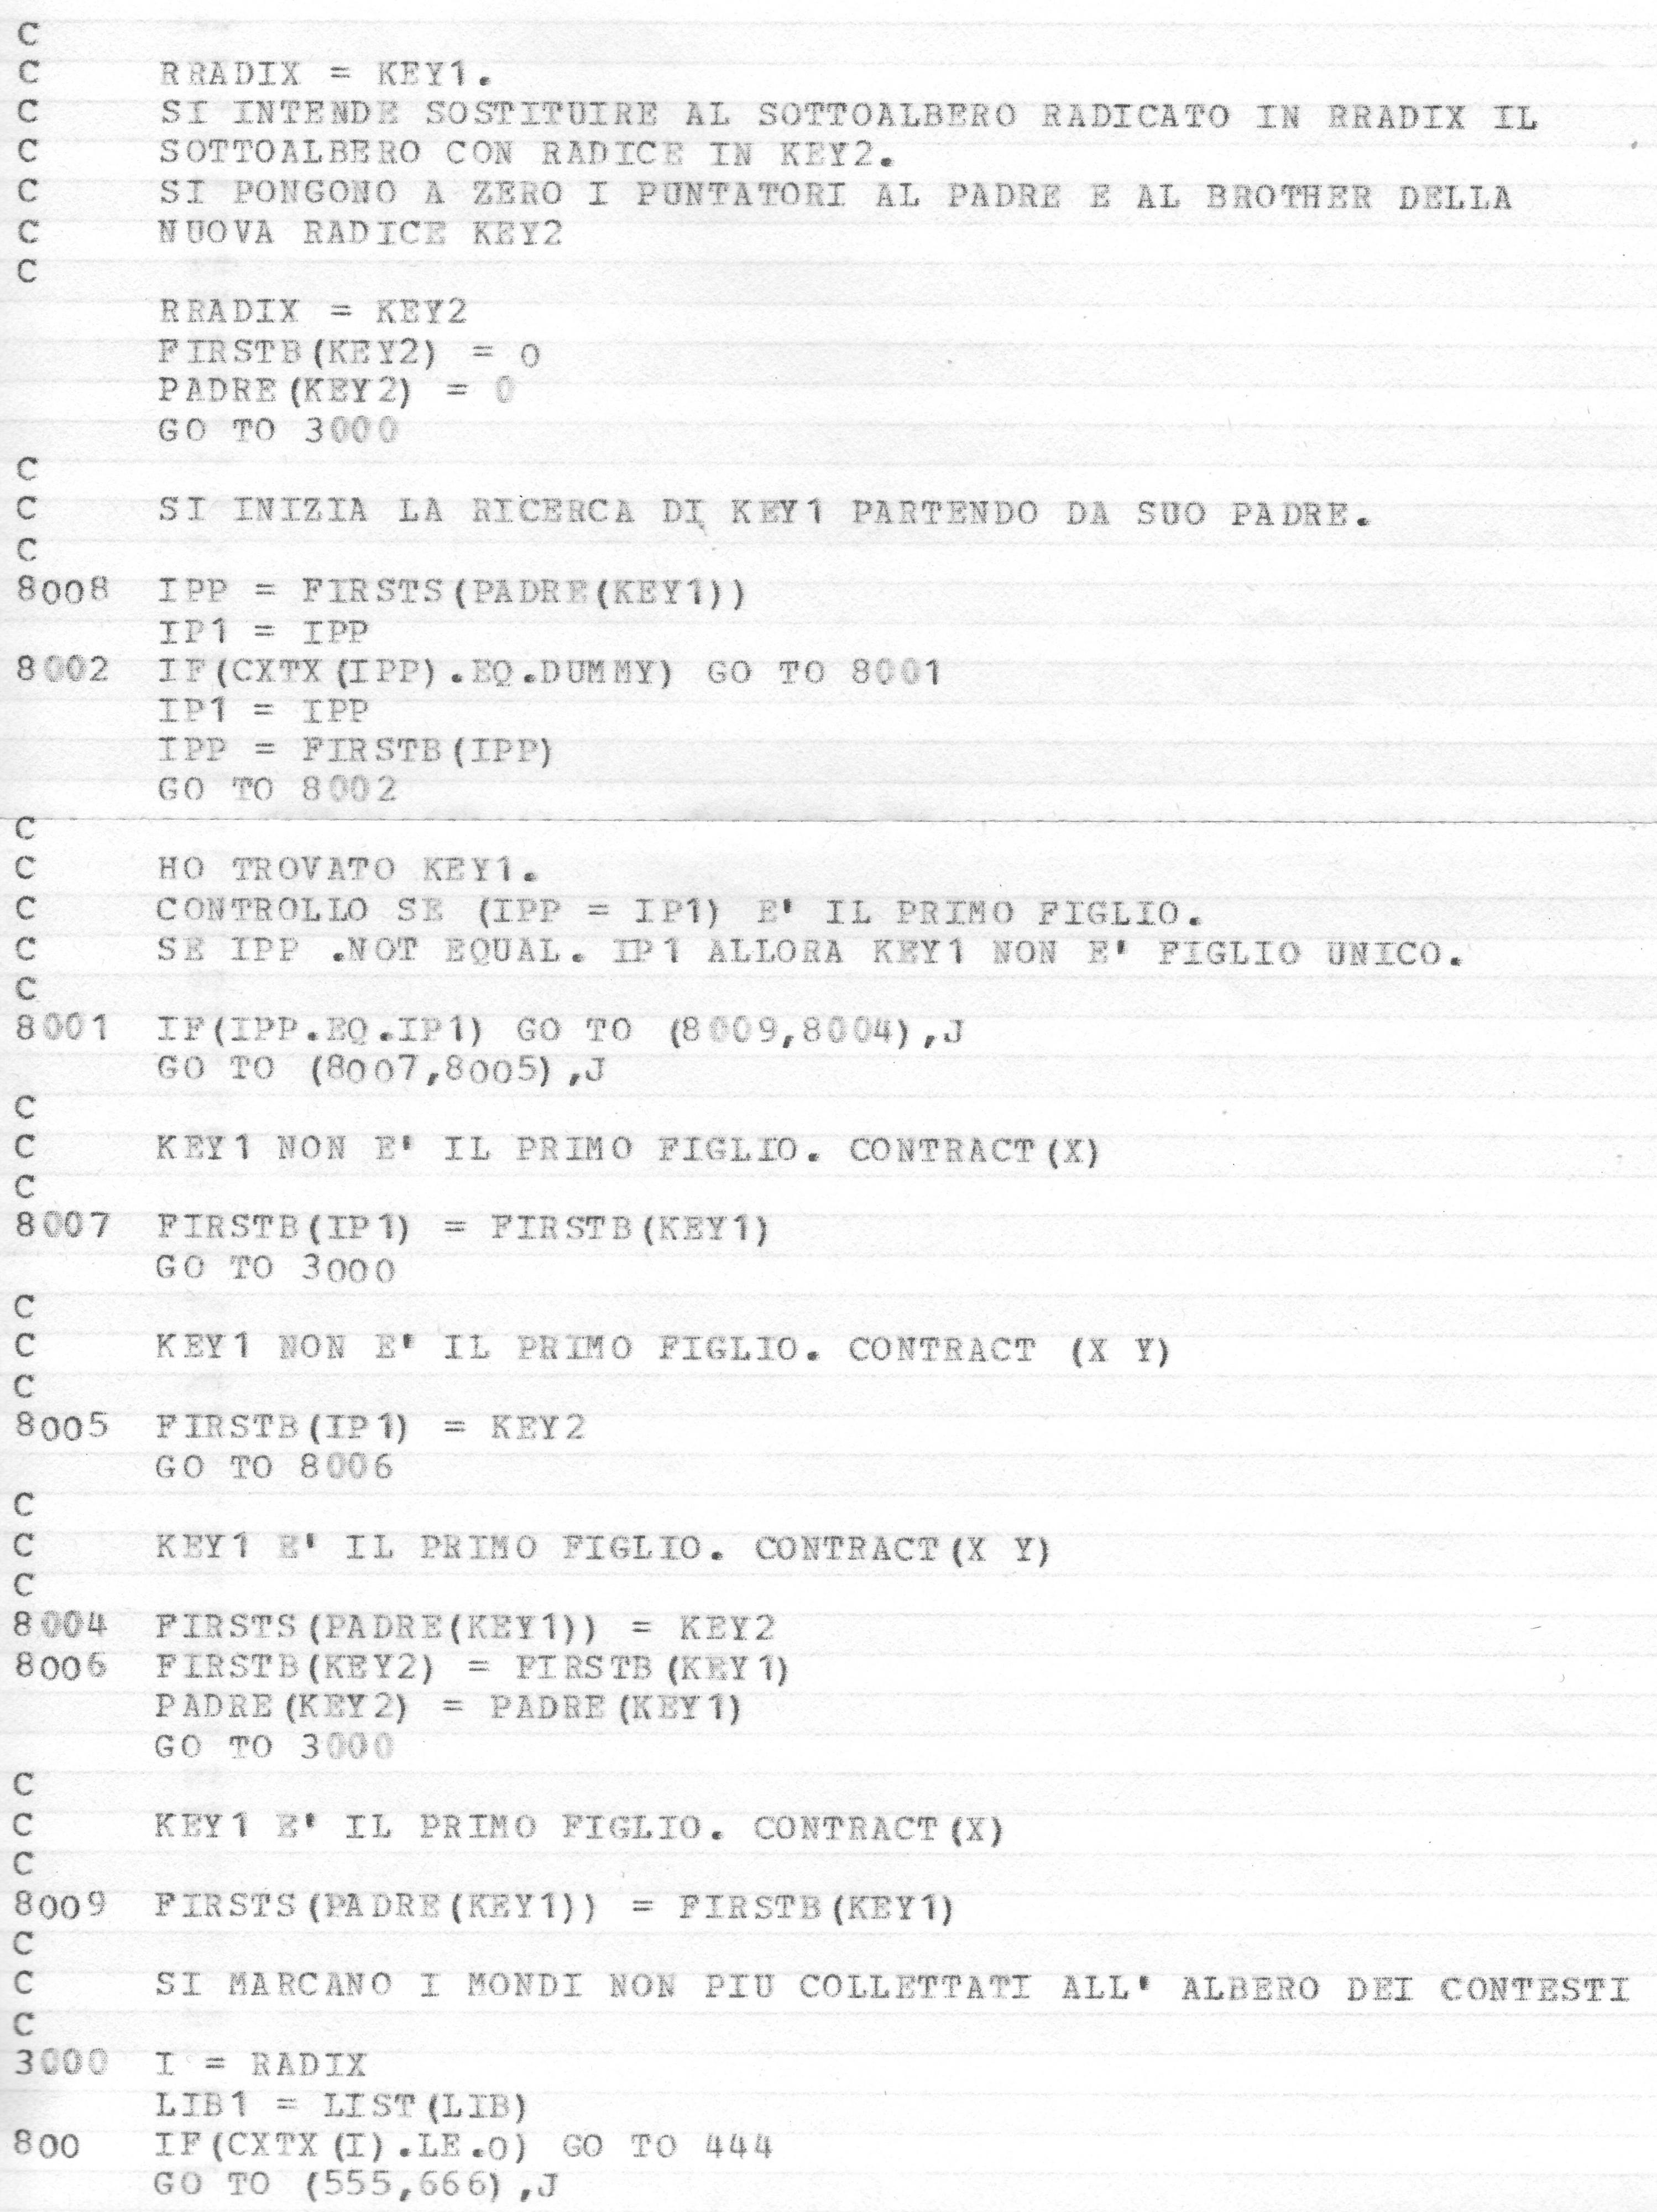 C
C     RRADIX = KEY1.
C     SI INTENDE SOSTITUIRE AL SOTTOALBERO RADICATO IN RRADIX IL
C     SOTTOALBERO CON RADICE IN KEY2.
C     SI PONGONO A ZERO I PUNTATORI AL PADRE E AL BROTHER DELLA
C     NUOVA RADICE KEY2
C
      RRADIX = KEY2
      FIRSTB(KEY2) = 0
      PADRE(KEY2) = 0
      GO TO 3000
C
C     SI INIZIA LA RICERCA DI KEY1 PARTENDO DA SUO PADRE.
C
8008  IPP = FIRSTS(PADRE(KEY1))
      IP1 = IPP
8002  IF(CXTX(IPP).EQ.DUMMY) GO TO 8001
      IP1 = IPP
      IPP = FIRSTB(IPP)
      GO TO 8002
C
C     HO TROVATO KEY1.
C     CONTROLLO SE (IPP = IP1) E' IL PRIMO FIGLIO.
C     SE IPP .NOT EQUAL. IP1 ALLORA KEY1 NON E' FIGLIO UNICO.
C
8001  IF(IPP.EQ.IP1) GO TO (8009,8004),J
      GO TO (8007,8005),J
C
C     KEY1 NON E' IL PRIMO FIGLIO. CONTRACT(X)
C
8007  FIRSTB(IP1) = FIRSTB(KEY1)
      GO TO 3000
C
C     KEY1 NON E' IL PRIMO FIGLIO. CONTRACT (X Y)
C
8005  FIRSTB(IP1) = KEY2
      GO TO 8006
C
C     KEY1 E' IL PRIMO FIGLIO. CONTRACT(X Y)
C
8004  FIRSTS(PADRE(KEY1)) = KEY2
8006  FIRSTB(KEY2) = FIRSTB(KEY1)
      PADRE(KEY2) = PADRE(KEY1)
      GO TO 3000
C
C     KEY1 E' IL PRIMO FIGLIO. CONTRACT(X)
C
8009  FIRSTS(PADRE(KEY1)) = FIRSTB(KEY1)
C
C     SI MARCANO I MONDI NON PIU COLLETTATI ALL' ALBERO DEI CONTESTI
C
3000  I = RADIX
      LIB1 = LIST(LIB)
800   IF(CXTX(I).LE.0) GO TO 444
      GO TO (555,666),J